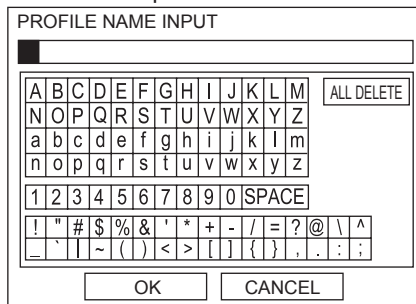 PROFILE NAME INPUT
A B C D E F G H I J K L M ALL DELETE
N O P Q R S T U V W X Y Z
a b c d e f g h i j k l m
n o p q r s t u v w x y z
1 2 3 4 5 6 7 8 9 0 SPACE
! " # $ % & ' * + - / = ? @ \ ^
_ ` | ~ ( ) < > [ ] { } , . : ;
OK CANCEL